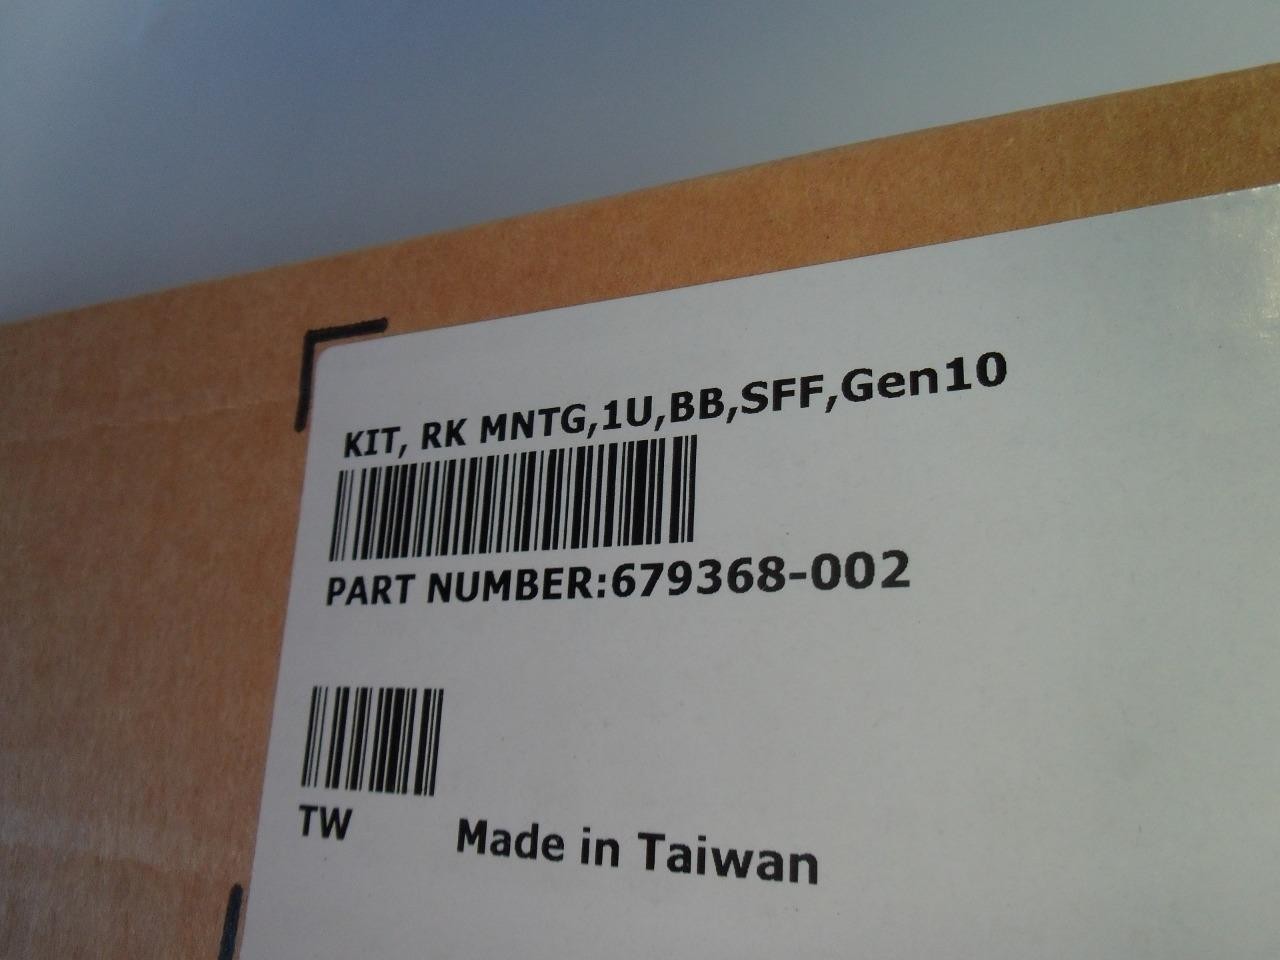 KIT, RK MNTG,1U,BB,SFF,Gen10
PART NUMBER:679368-002
TW
Made in Taiwan